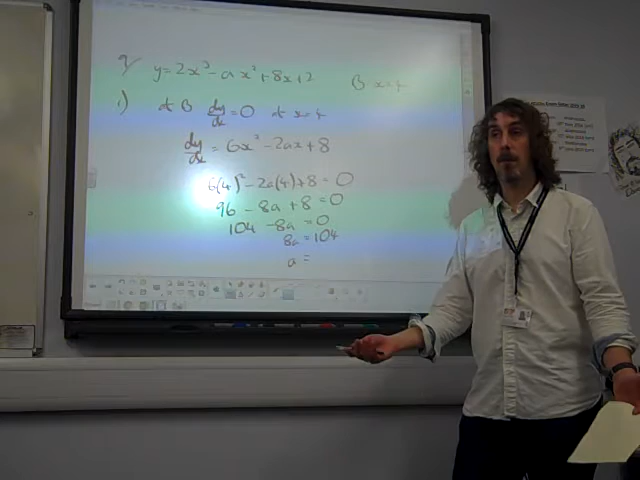 y = 2x³ - ax² + 8x + 2
B x=4
i) at B dy/dx = 0 at x=4
dy/dx = 6x² - 2ax + 8
6(4)² - 2a(4) + 8 = 0
96 - 8a + 8 = 0
104 - 8a = 0
8a = 104
a =